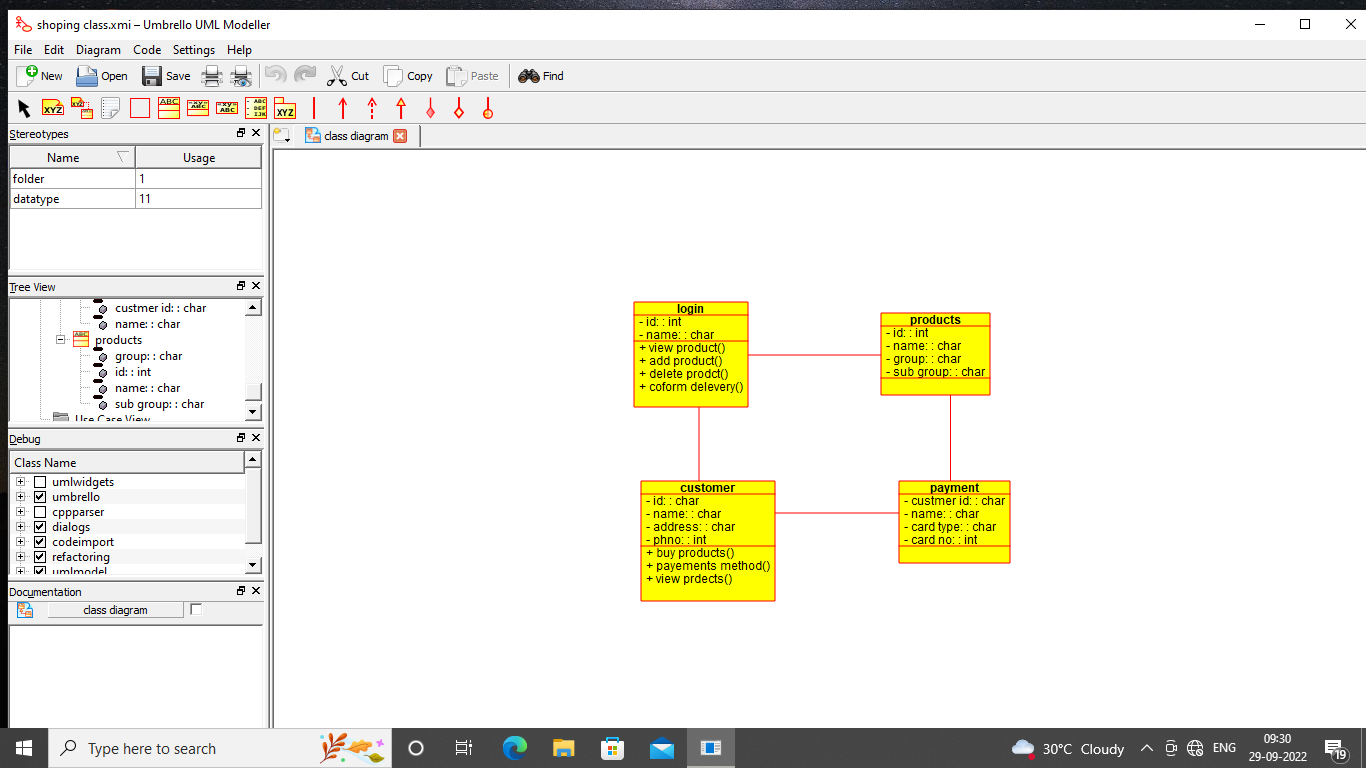 shoping class.xmi – Umbrello UML Modeller
File Edit Diagram Code Settings Help
New Open Save Cut Copy Paste Find
XYZ XYZ ABC -xy- ABC -xy ABC ABC DEF IJK XYZ
Stereotypes
class diagram
Name Usage
folder 1
datatype 11
Tree View
custmer id: : char
name: : char
ABC products
group: : char
id: : int
name: : char
sub group: : char
Use Case View
Debug
Class Name
umlwidgets
umbrello
cppparser
dialogs
codeimport
refactoring
umlmodel
Documentation
class diagram
login
- id: : int
- name: : char
+ view product()
+ add product()
+ delete prodct()
+ coform delevery()
products
- id: : int
- name: : char
- group: : char
- sub group: : char
customer
- id: : char
- name: : char
- address: : char
- phno: : int
+ buy products()
+ payements method()
+ view prdects()
payment
- custmer id: : char
- name: : char
- card type: : char
- card no: : int
Type here to search
30°C Cloudy
ENG
09:30
29-09-2022
19